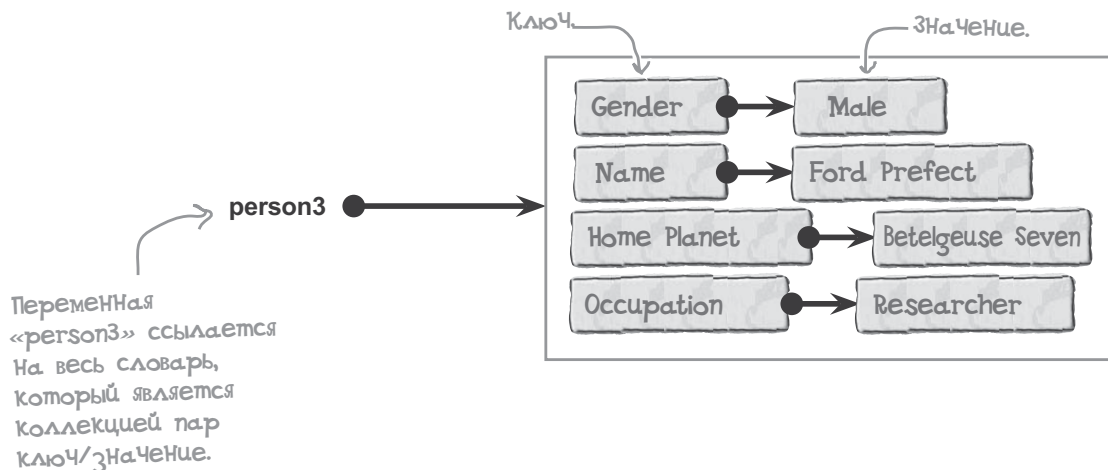 Ключ.
Значение.
Gender
Male
Name
Ford Prefect
person3
Home Planet
Betelgeuse Seven
Occupation
Researcher
Переменная
«person3» ссылается
на весь словарь,
который является
коллекцией пар
ключ/значение.